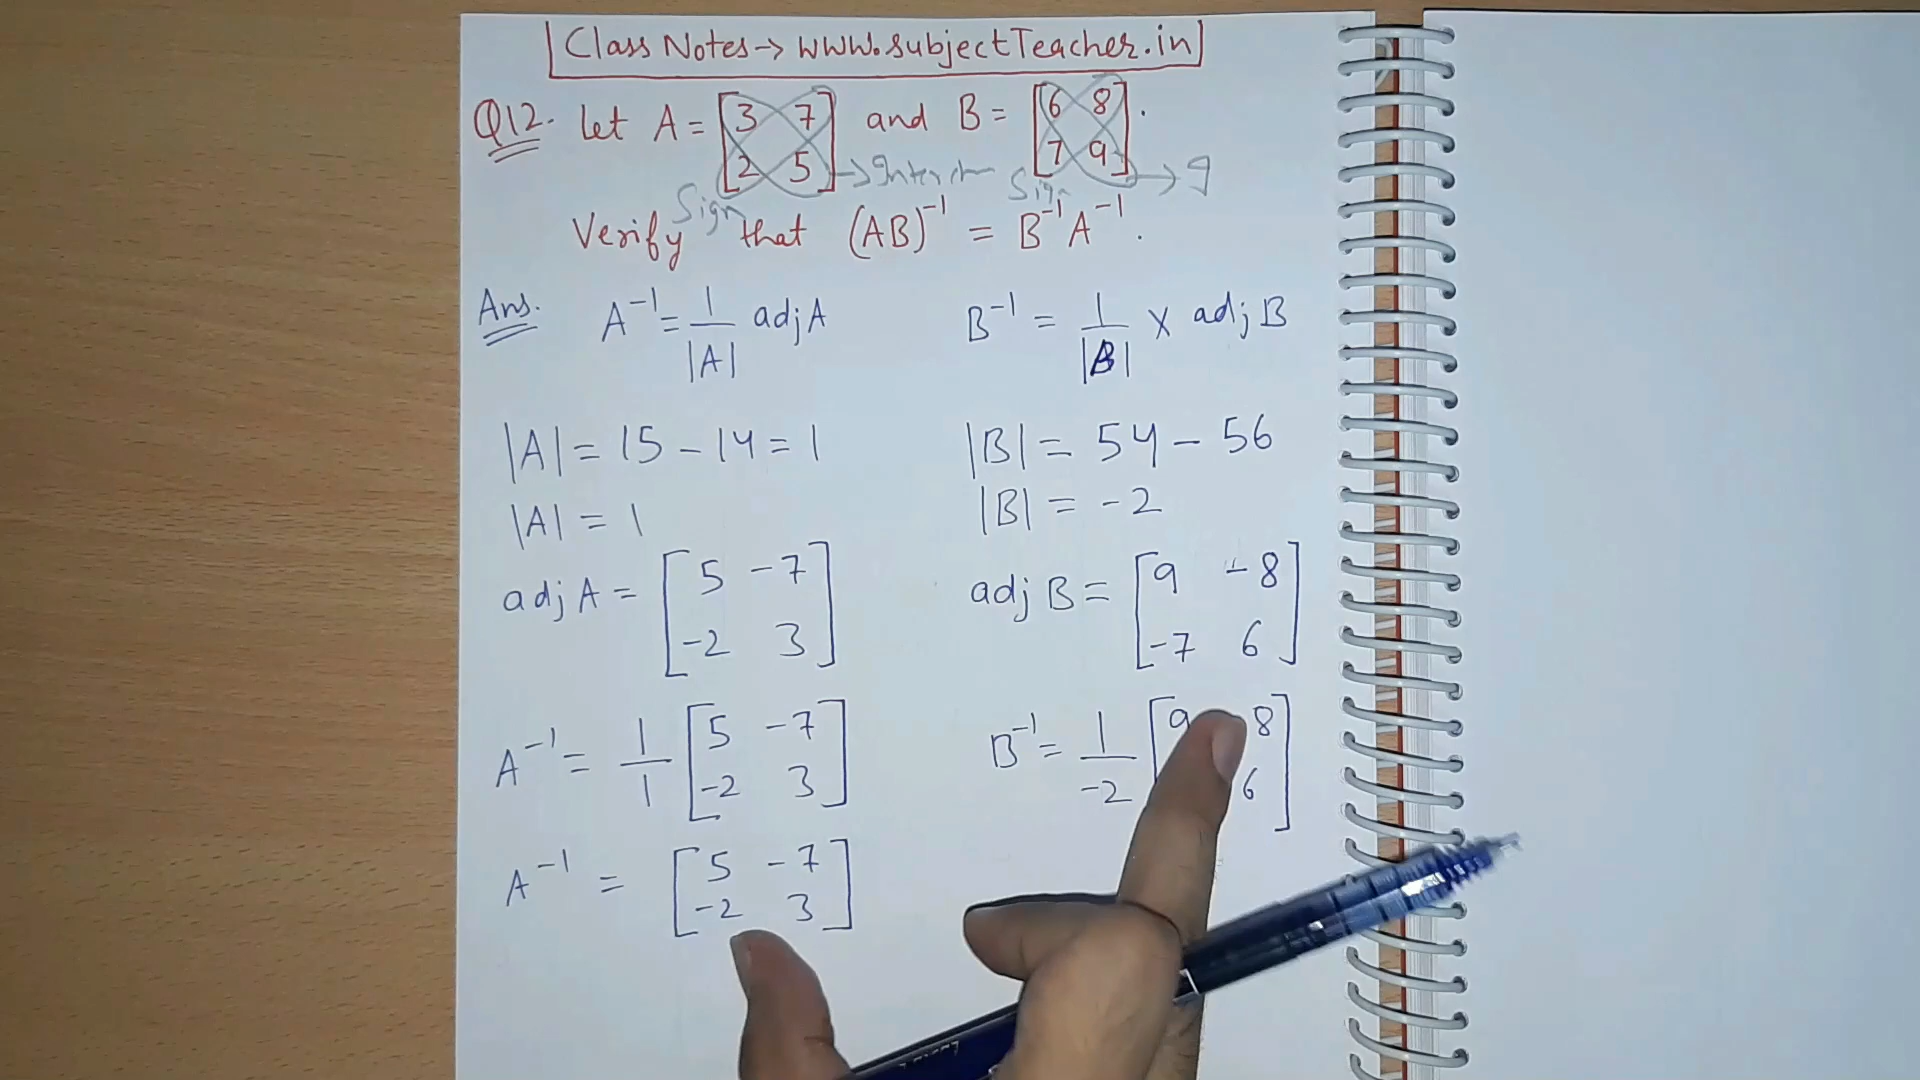 Class Notes → www.subjectTeacher.in
Q12. Let A = [3 7 and B = [6 8 .
2 5] 7 9]
Sign Sign
Verify that (AB)⁻¹ = B⁻¹A⁻¹.
Ans. A⁻¹ = 1/|A| adj A B⁻¹ = 1/|B| × adj B
|A| = 15 - 14 = 1 |B| = 54 - 56
|A| = 1 |B| = -2
adj A = [5 -7 adj B = [9 -8
-2 3] -7 6]
A⁻¹ = 1/1 [5 -7 B⁻¹ = 1/-2 [9 8
-2 3] 6]
A⁻¹ = [5 -7
-2 3]